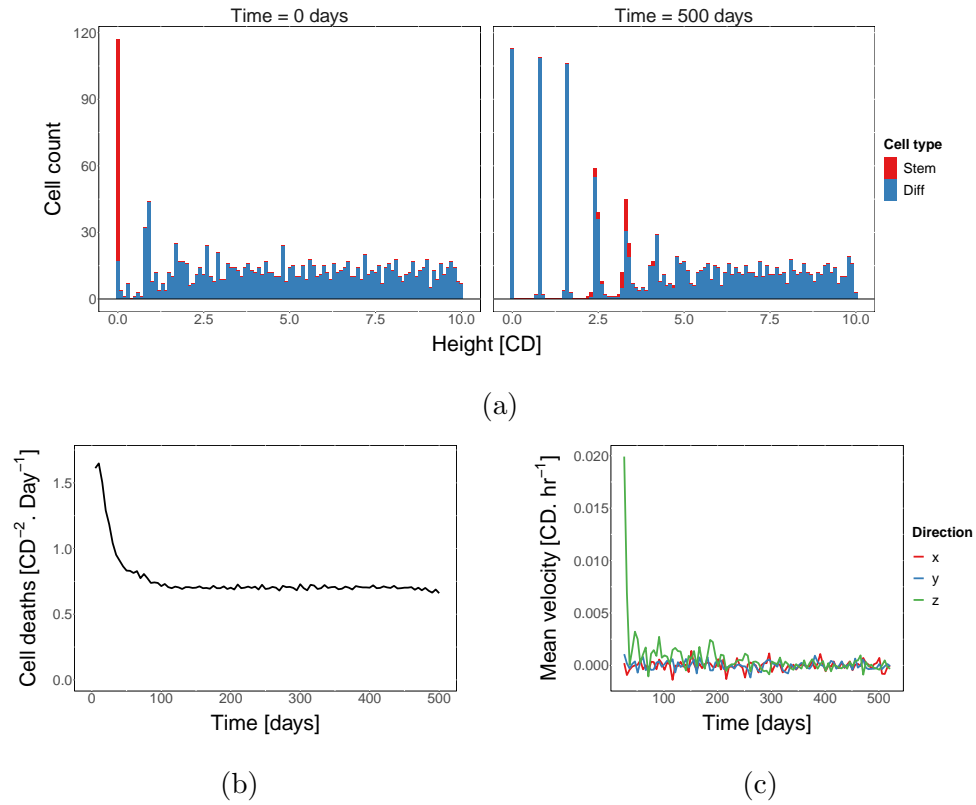 Time = 0 days
Time = 500 days
120
90
60
30
0
Cell count
0.0 2.5 5.0 7.5 10.0
0.0 2.5 5.0 7.5 10.0
Height [CD]
Cell type
Stem
Diff
(a)
1.5
1.0
0.5
0.0
Cell deaths [CD⁻². Day⁻¹]
0 100 200 300 400 500
Time [days]
(b)
0.020
0.015
0.010
0.005
0.000
Mean velocity [CD. hr⁻¹]
100 200 300 400 500
Time [days]
Direction
x
y
z
(c)